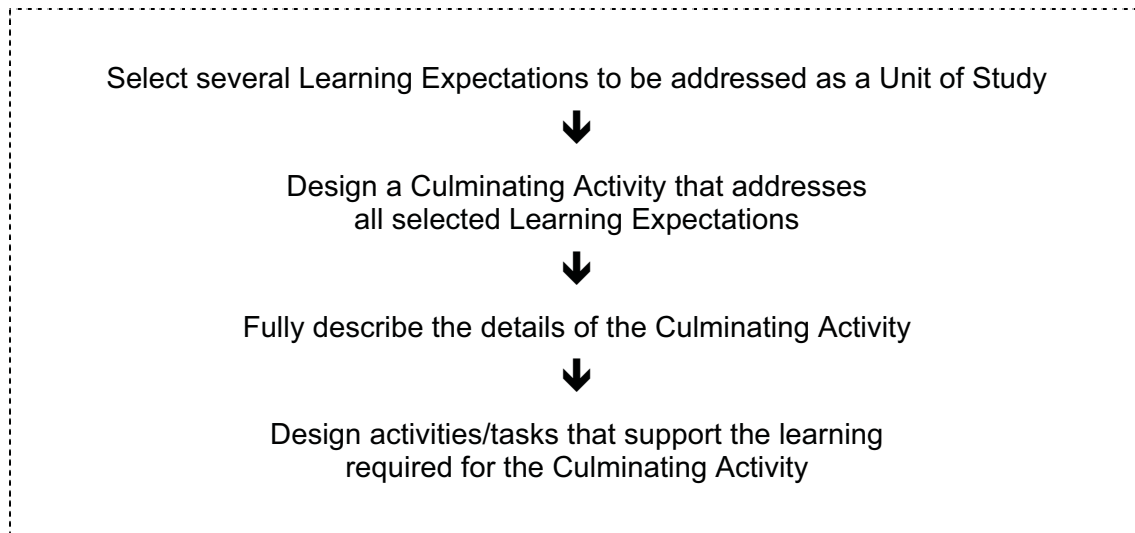 Select several Learning Expectations to be addressed as a Unit of Study
Design a Culminating Activity that addresses
all selected Learning Expectations
Fully describe the details of the Culminating Activity
Design activities/tasks that support the learning
required for the Culminating Activity